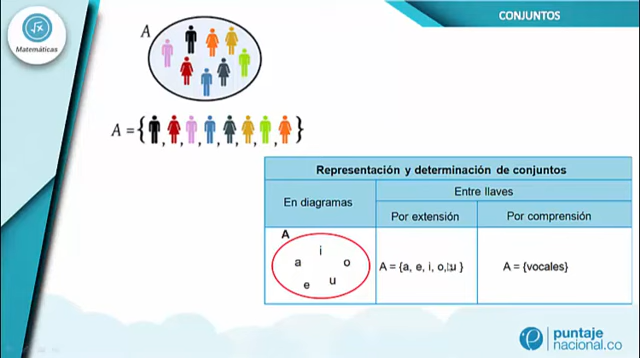 CONJUNTOS
√x
Matemáticas
A
A = { , , , , , , , }
Representación y determinación de conjuntos
En diagramas
Entre llaves
Por extensión
Por comprensión
A
i
a
o
e
u
A = {a, e, i, o, u }
A = {vocales}
puntaje
nacional.co